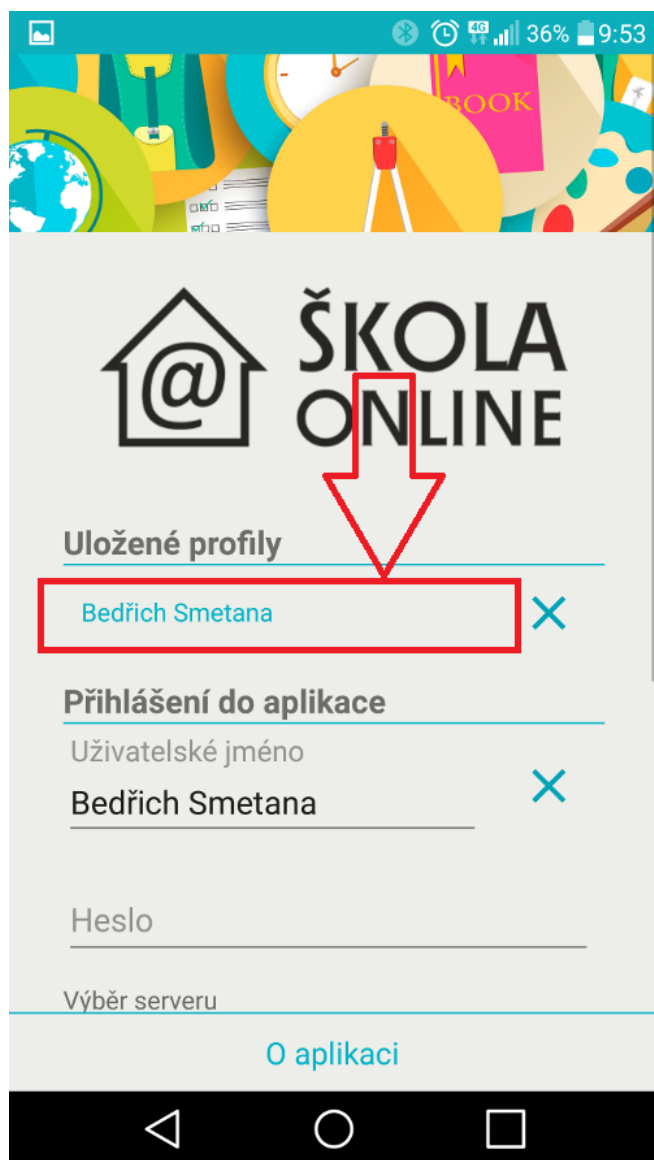 4G 36% 9:53
BOOK
@ ŠKOLA
ONLINE
Uložené profily
Bedřich Smetana
Přihlášení do aplikace
Uživatelské jméno
Bedřich Smetana
Heslo
Výběr serveru
O aplikaci